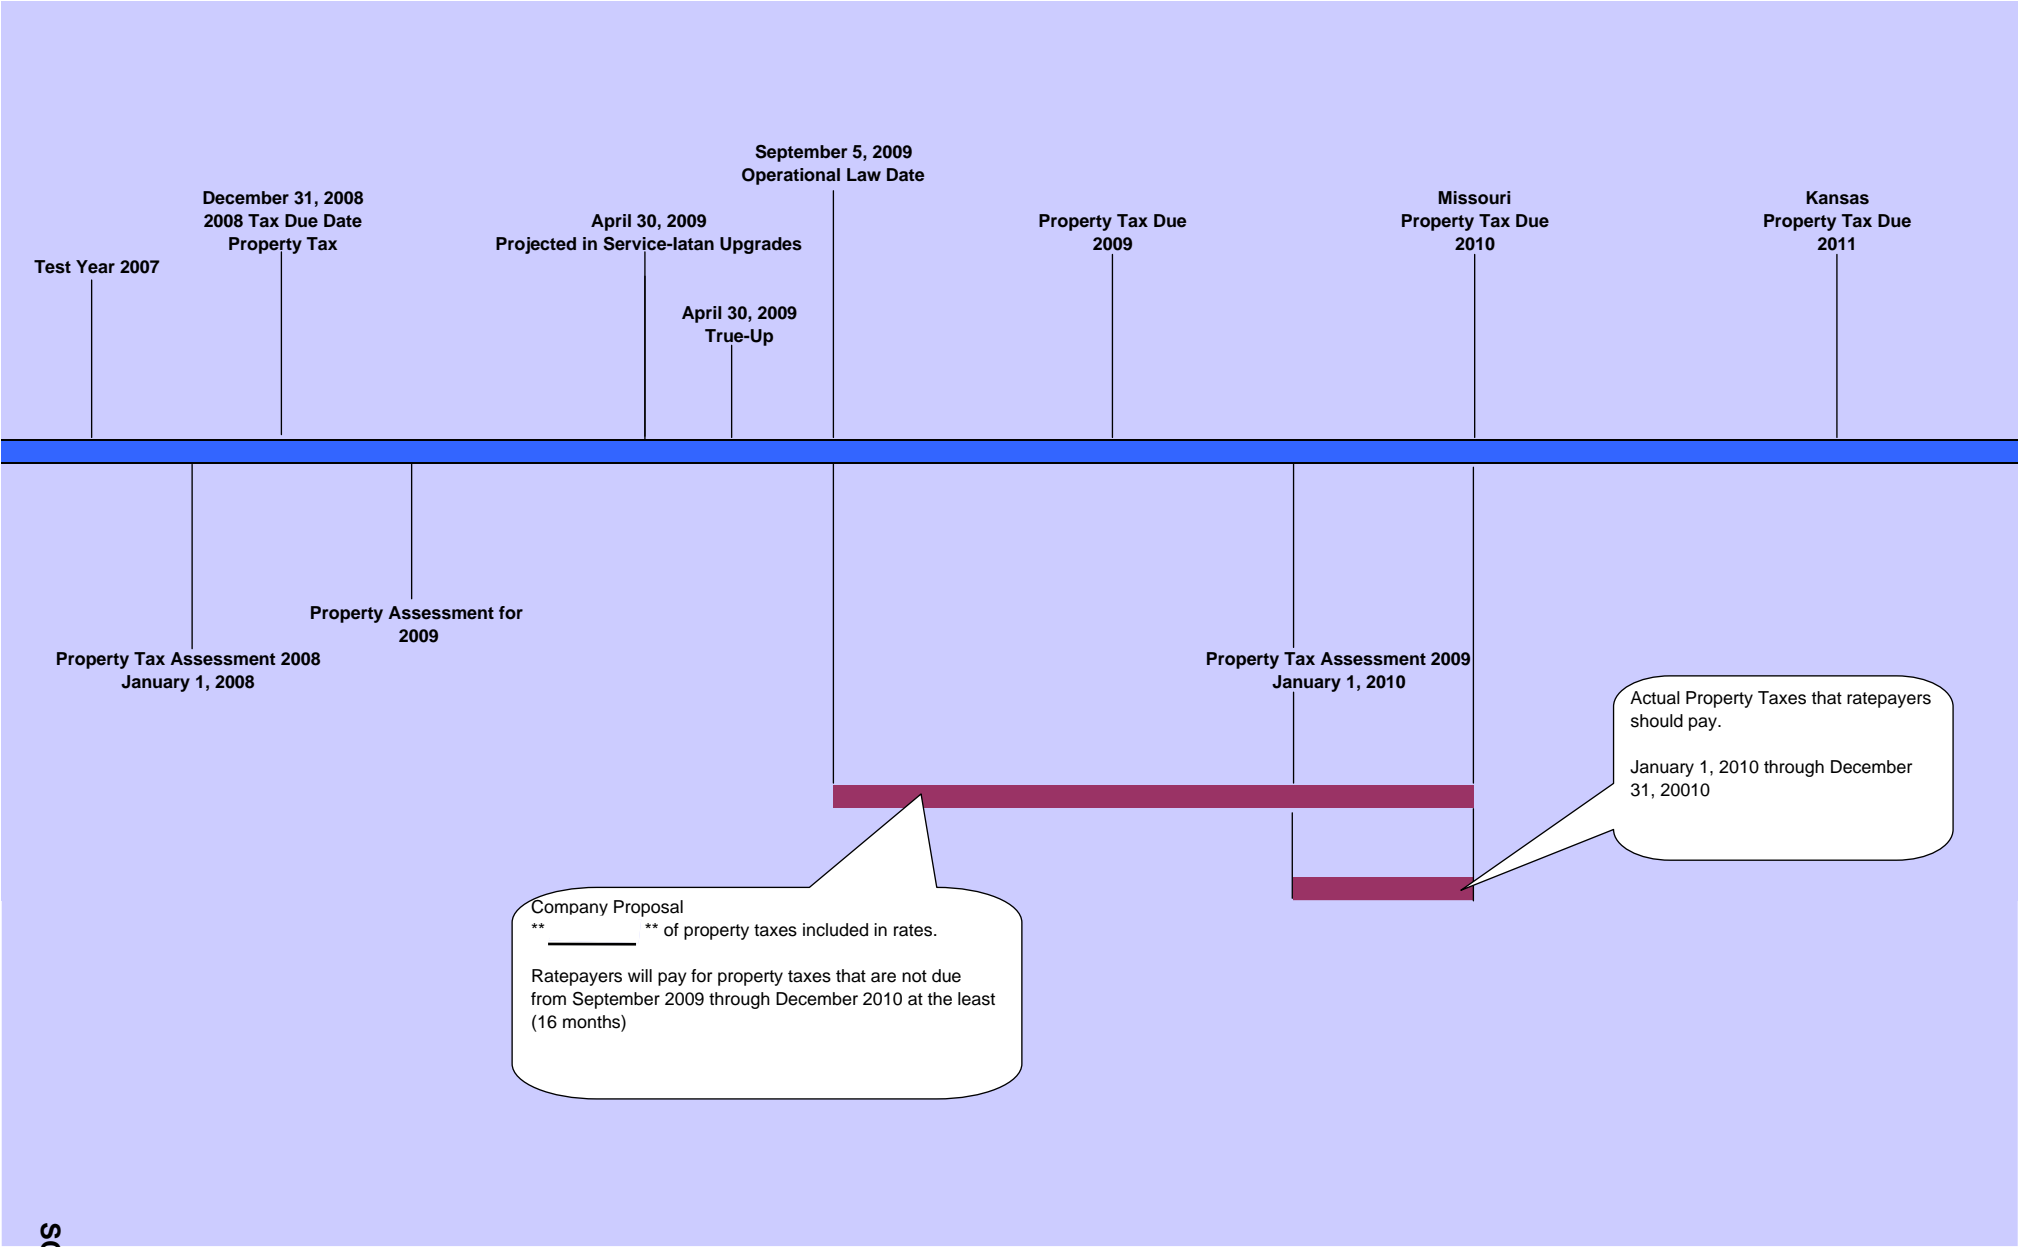 September 5, 2009
Operational Law Date
December 31, 2008
2008 Tax Due Date
Property Tax
April 30, 2009
Projected in Service-Iatan Upgrades
Property Tax Due
2009
Missouri
Property Tax Due
2010
Kansas
Property Tax Due
2011
Test Year 2007
April 30, 2009
True-Up
Property Assessment for
2009
Property Tax Assessment 2008
January 1, 2008
Property Tax Assessment 2009
January 1, 2010
Actual Property Taxes that ratepayers
should pay.
January 1, 2010 through December
31, 20010
Company Proposal
** ** of property taxes included in rates.
Ratepayers will pay for property taxes that are not due
from September 2009 through December 2010 at the least
(16 months)